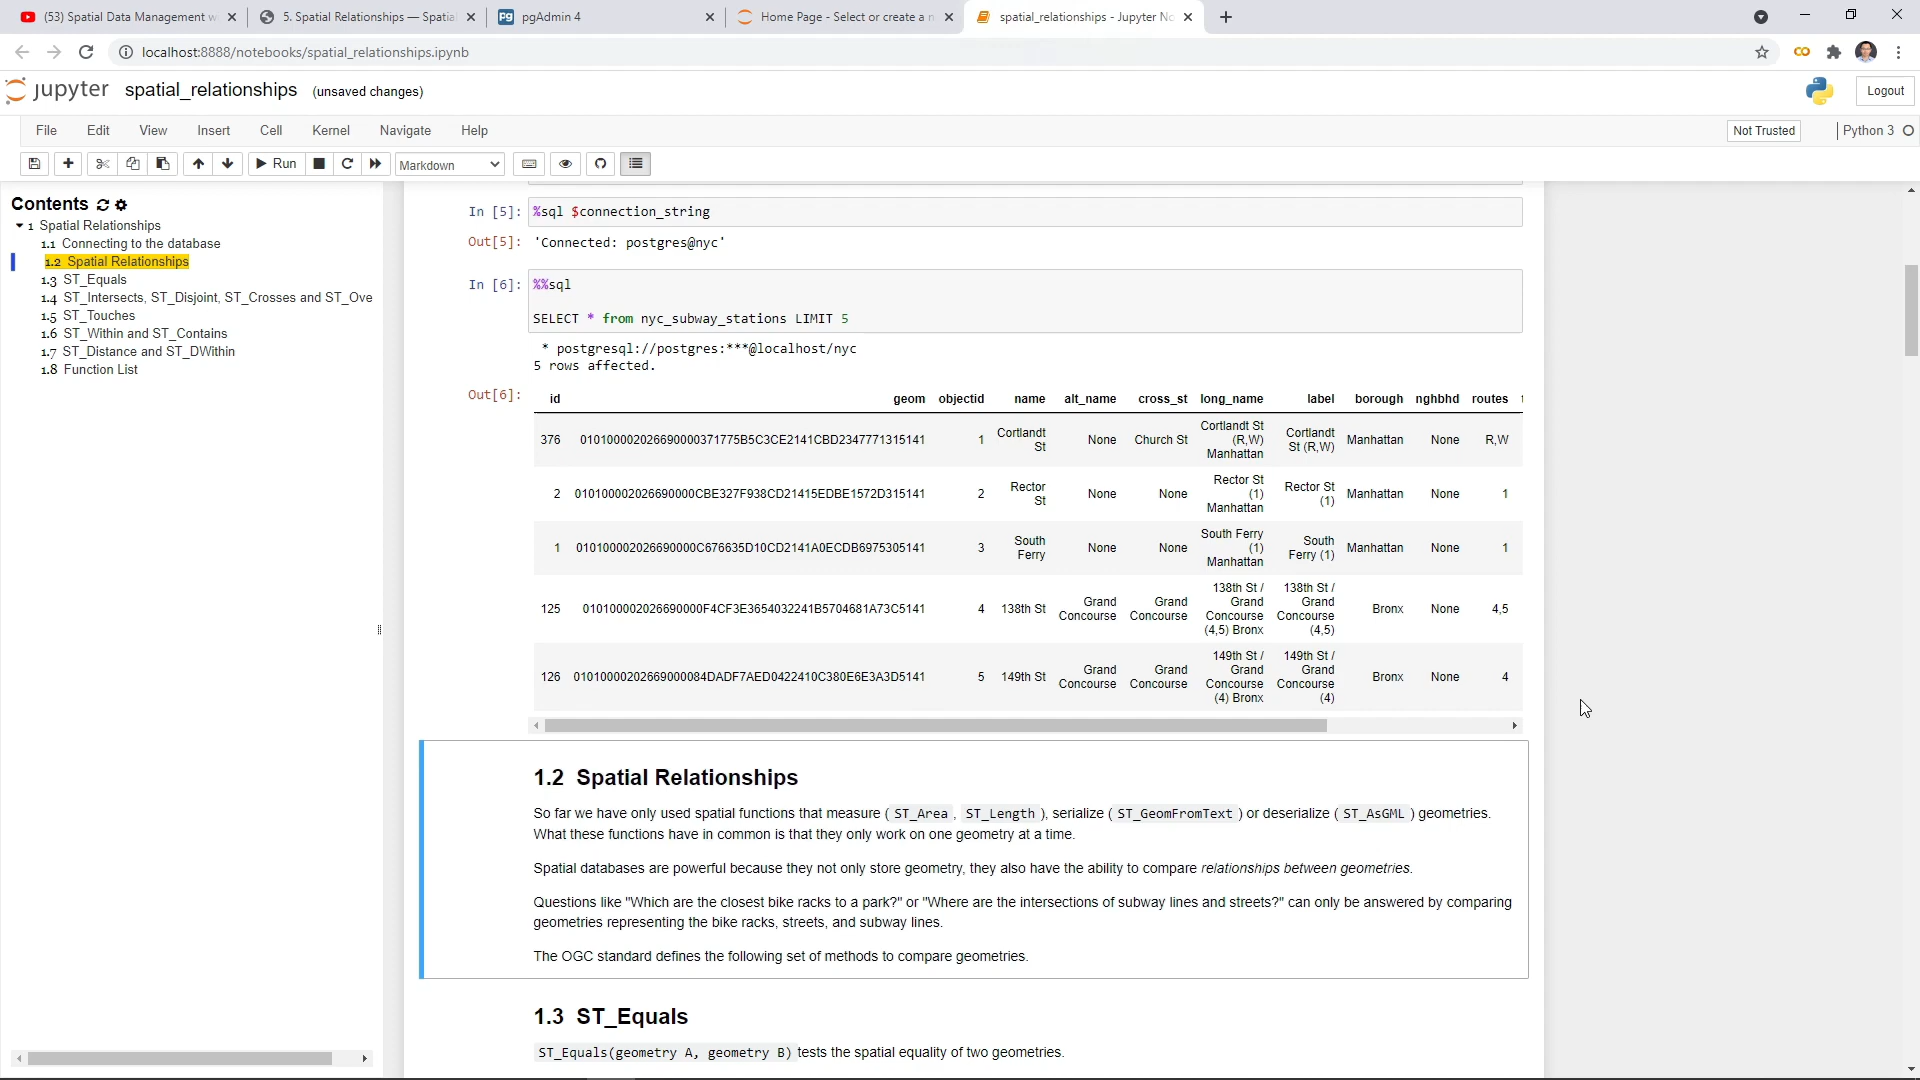 (53) Spatial Data Management w
5. Spatial Relationships — Spatia
pgAdmin 4
Home Page - Select or create a n
spatial_relationships - Jupyter No
localhost:8888/notebooks/spatial_relationships.ipynb
jupyter spatial_relationships (unsaved changes)
Logout
File Edit View Insert Cell Kernel Navigate Help
Not Trusted Python 3
Run Markdown
Contents
1 Spatial Relationships
1.1 Connecting to the database
1.2 Spatial Relationships
1.3 ST_Equals
1.4 ST_Intersects, ST_Disjoint, ST_Crosses and ST_Ove
1.5 ST_Touches
1.6 ST_Within and ST_Contains
1.7 ST_Distance and ST_DWithin
1.8 Function List
In [5]: %sql $connection_string
Out[5]: 'Connected: postgres@nyc'
In [6]: %%sql
SELECT * from nyc_subway_stations LIMIT 5
* postgresql://postgres:***@localhost/nyc
5 rows affected.
Out[6]: id geom objectid name alt_name cross_st long_name label borough nghbhd routes
376 010100002026690000371775B5C3CE2141CBD2347771315141 1 Cortlandt St None Church St Cortlandt St (R,W) Manhattan Cortlandt St (R,W) Manhattan None R,W
2 010100002026690000CBE327F938CD21415EDBE1572D315141 2 Rector St None None Rector St (1) Manhattan Rector St (1) Manhattan None 1
1 010100002026690000C676635D10CD2141A0ECDB6975305141 3 South Ferry None None South Ferry (1) Manhattan South Ferry (1) Manhattan None 1
125 010100002026690000F4CF3E3654032241B5704681A73C5141 4 138th St Grand Concourse Grand Concourse 138th St / Grand Concourse (4,5) Bronx 138th St / Grand Concourse (4,5) Bronx None 4,5
126 01010000202669000084DADF7AED0422410C380E6E3A3D5141 5 149th St Grand Concourse Grand Concourse 149th St / Grand Concourse (4) Bronx 149th St / Grand Concourse (4) Bronx None 4
1.2 Spatial Relationships
So far we have only used spatial functions that measure ( ST_Area , ST_Length ), serialize ( ST_GeomFromText ) or deserialize ( ST_AsGML ) geometries.
What these functions have in common is that they only work on one geometry at a time.
Spatial databases are powerful because they not only store geometry, they also have the ability to compare relationships between geometries.
Questions like "Which are the closest bike racks to a park?" or "Where are the intersections of subway lines and streets?" can only be answered by comparing
geometries representing the bike racks, streets, and subway lines.
The OGC standard defines the following set of methods to compare geometries.
1.3 ST_Equals
ST_Equals(geometry A, geometry B) tests the spatial equality of two geometries.